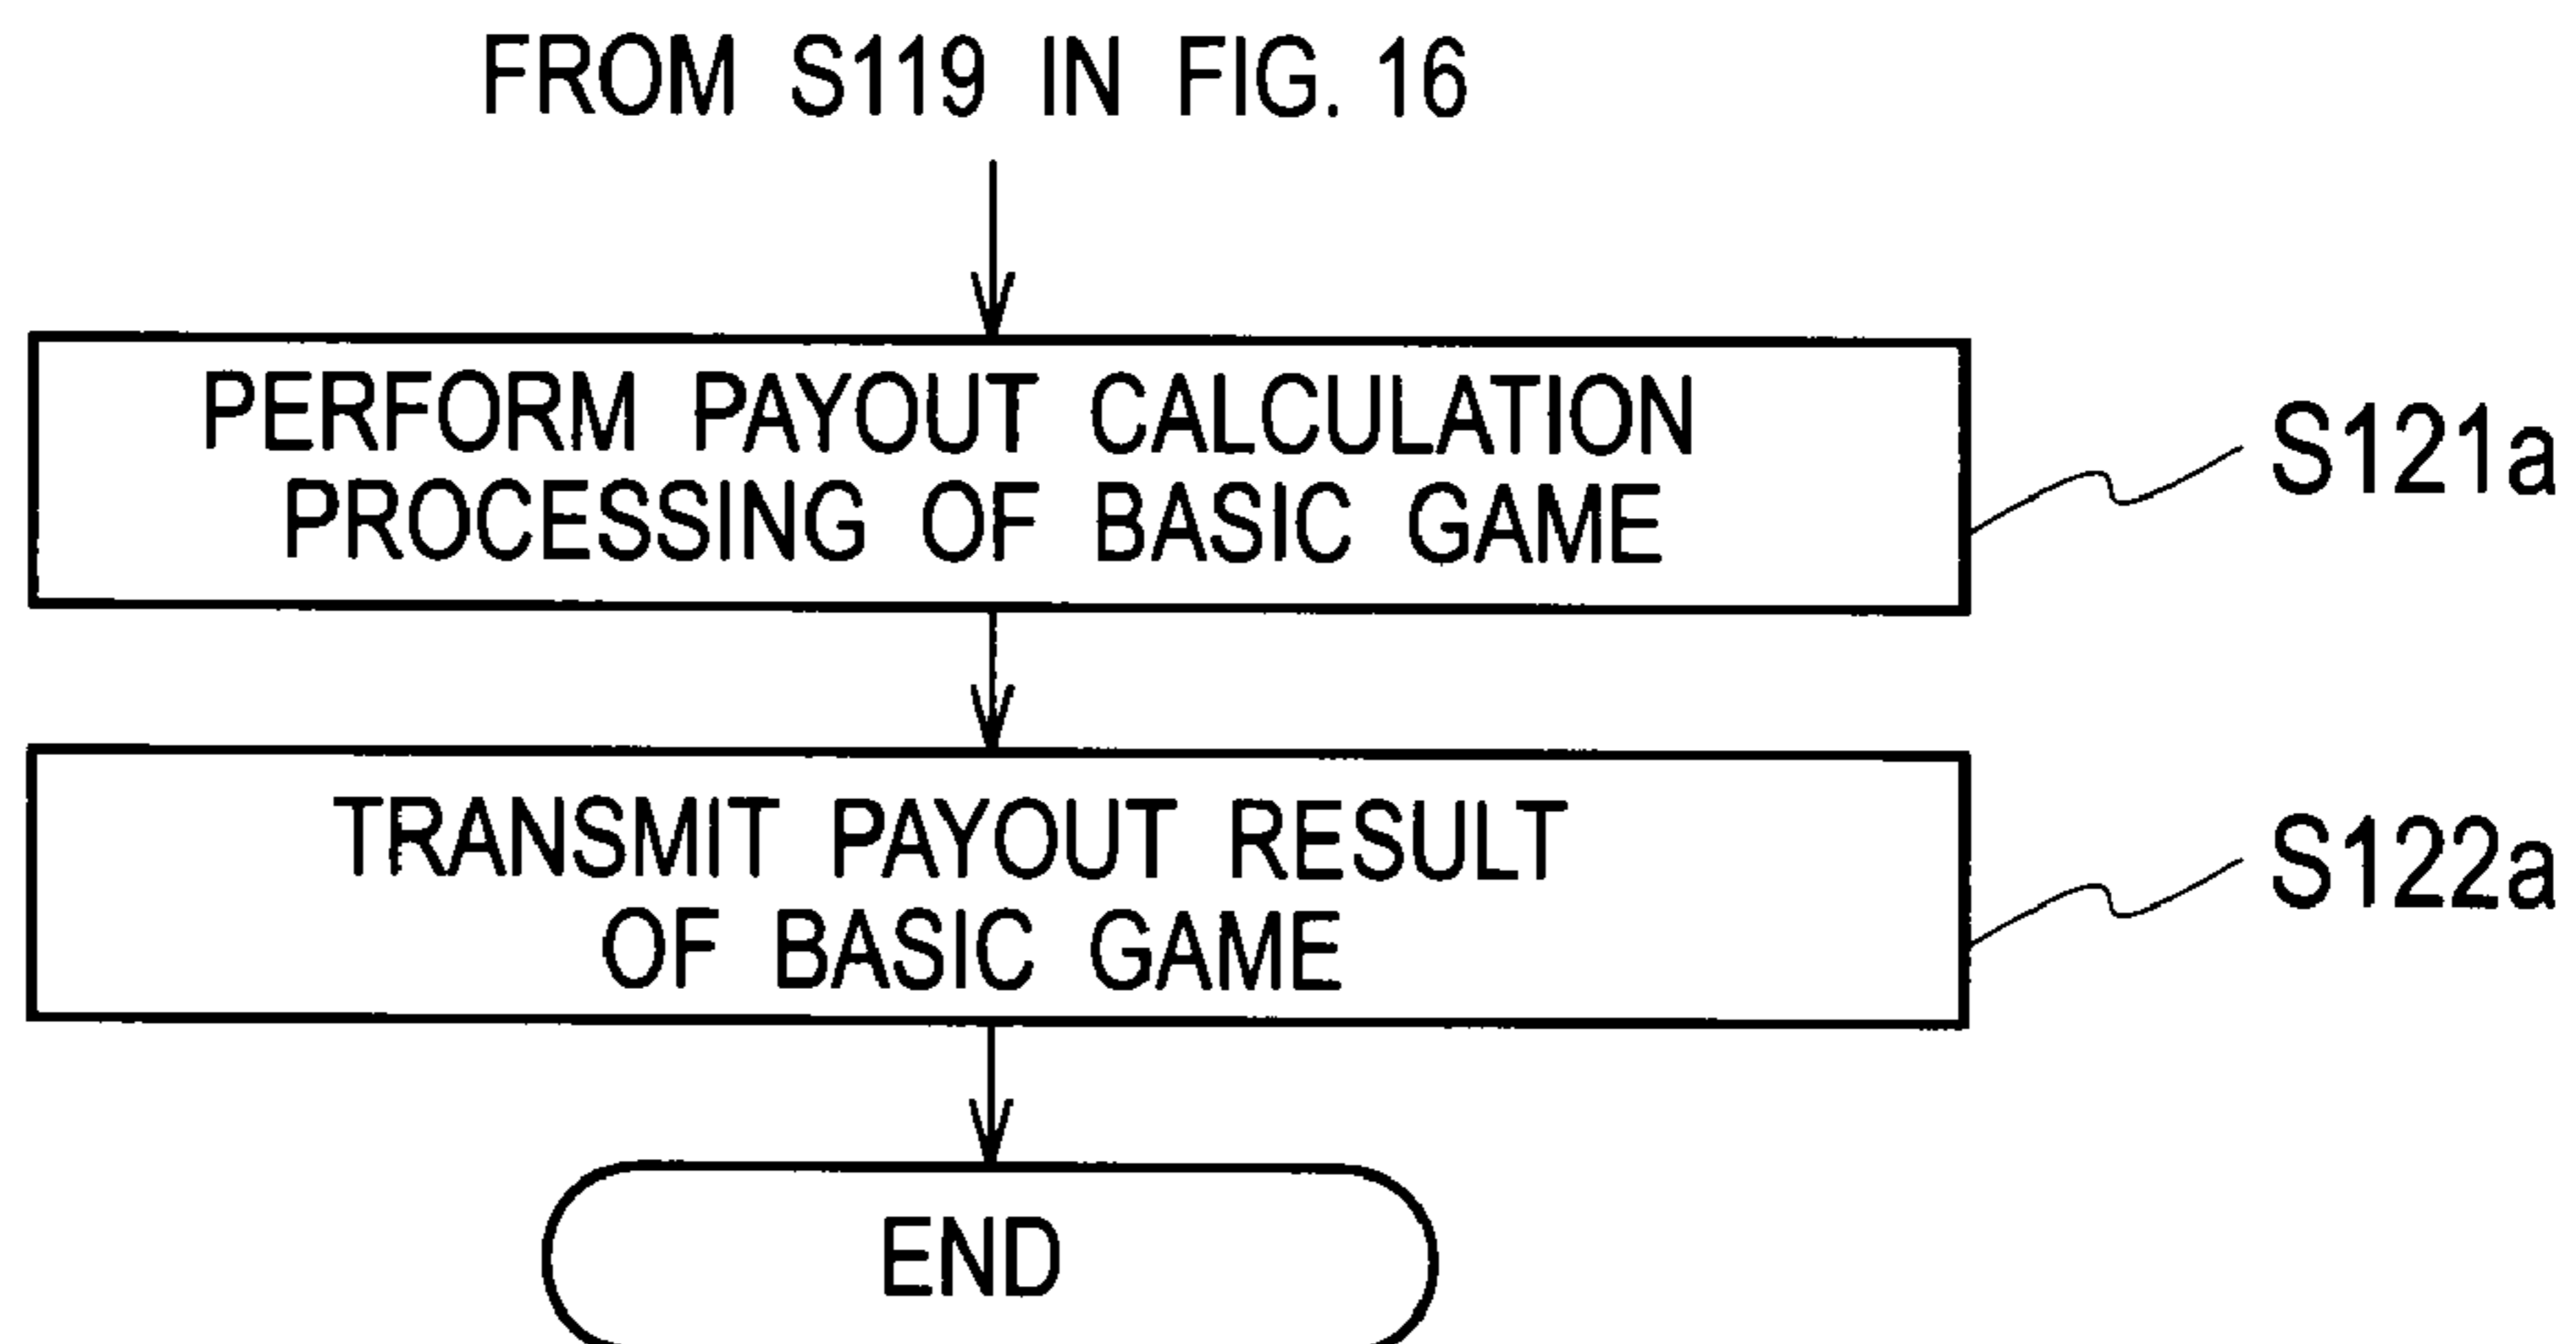 FROM S119 IN FIG. 16
PERFORM PAYOUT CALCULATION
PROCESSING OF BASIC GAME
S121a
TRANSMIT PAYOUT RESULT
OF BASIC GAME
S122a
END